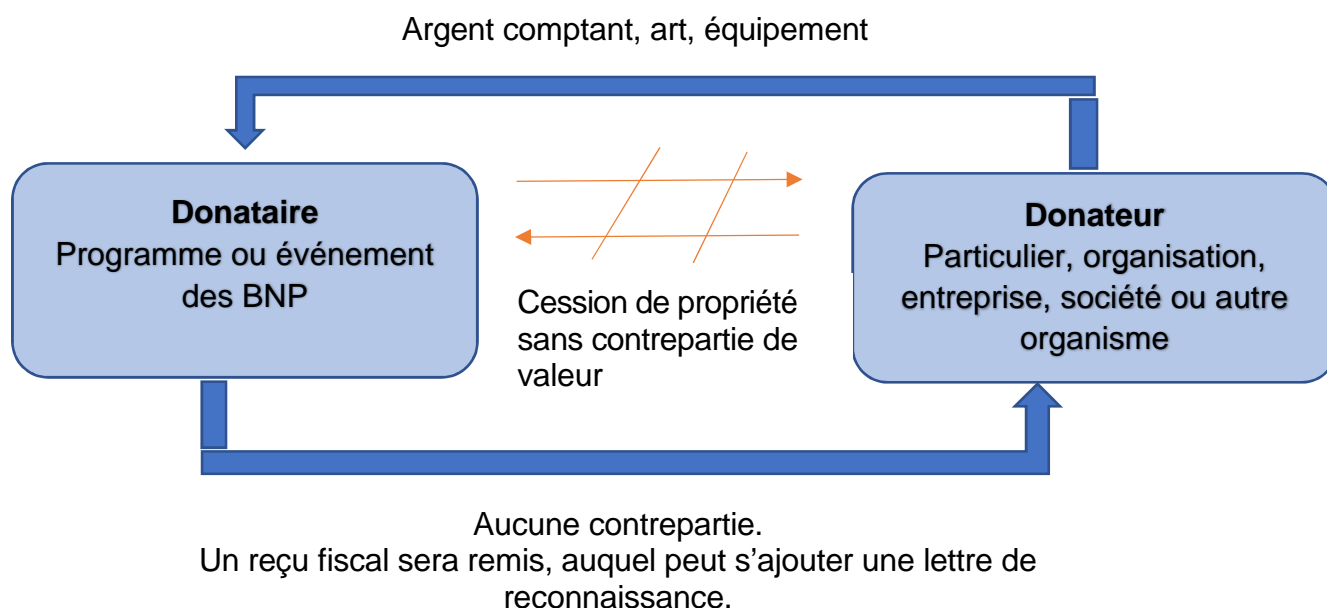 Argent comptant, art, équipement
Donataire
Programme ou événement
des BNP
Cession de propriété
sans contrepartie de
valeur
Donateur
Particulier, organisation,
entreprise, société ou autre
organisme
Aucune contrepartie.
Un reçu fiscal sera remis, auquel peut s’ajouter une lettre de
reconnaissance.